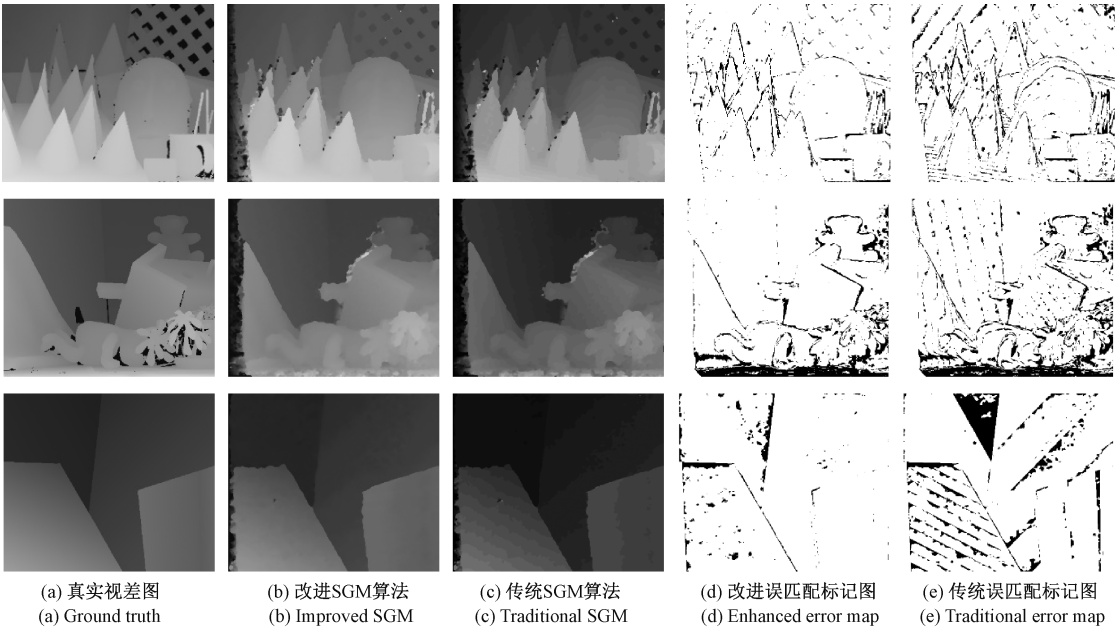 (a) 真实视差图
(a) Ground truth
(b) 改进SGM算法
(b) Improved SGM
(c) 传统SGM算法
(c) Traditional SGM
(d) 改进误匹配标记图
(d) Enhanced error map
(e) 传统误匹配标记图
(e) Traditional error map